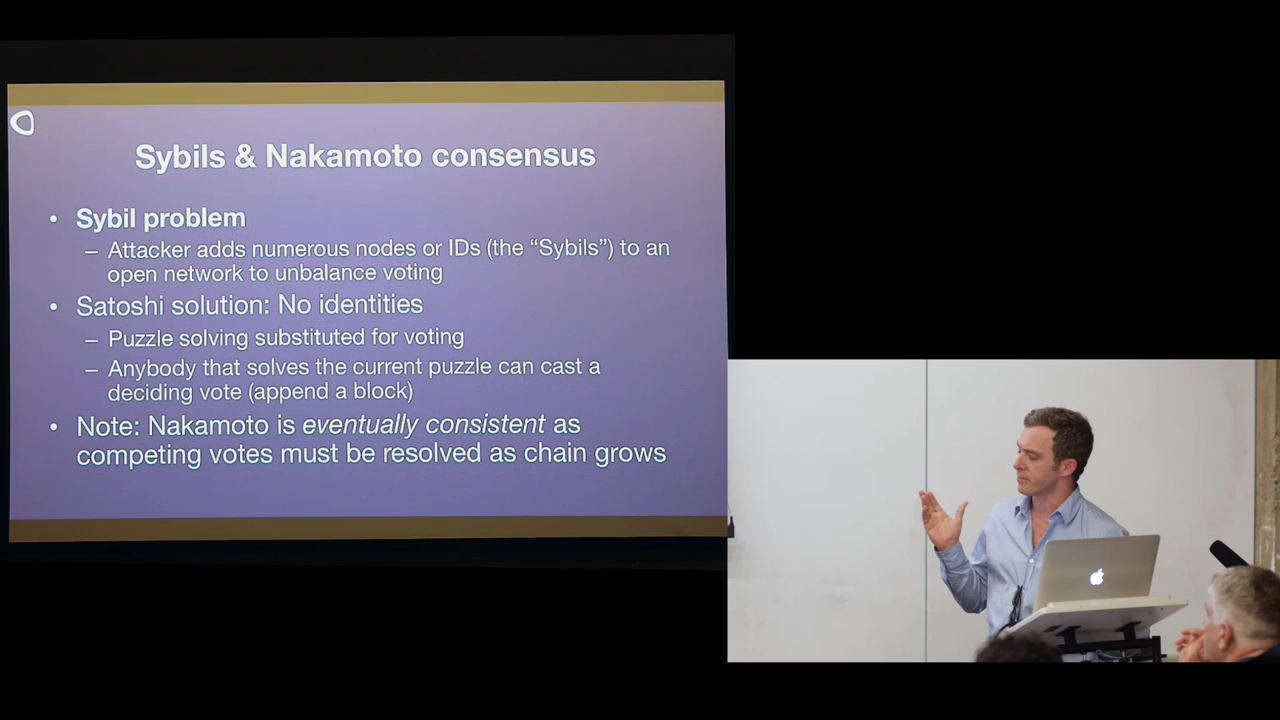 Sybils & Nakamoto consensus
• Sybil problem
– Attacker adds numerous nodes or IDs (the “Sybils”) to an
open network to unbalance voting
• Satoshi solution: No identities
– Puzzle solving substituted for voting
– Anybody that solves the current puzzle can cast a
deciding vote (append a block)
• Note: Nakamoto is eventually consistent as
competing votes must be resolved as chain grows